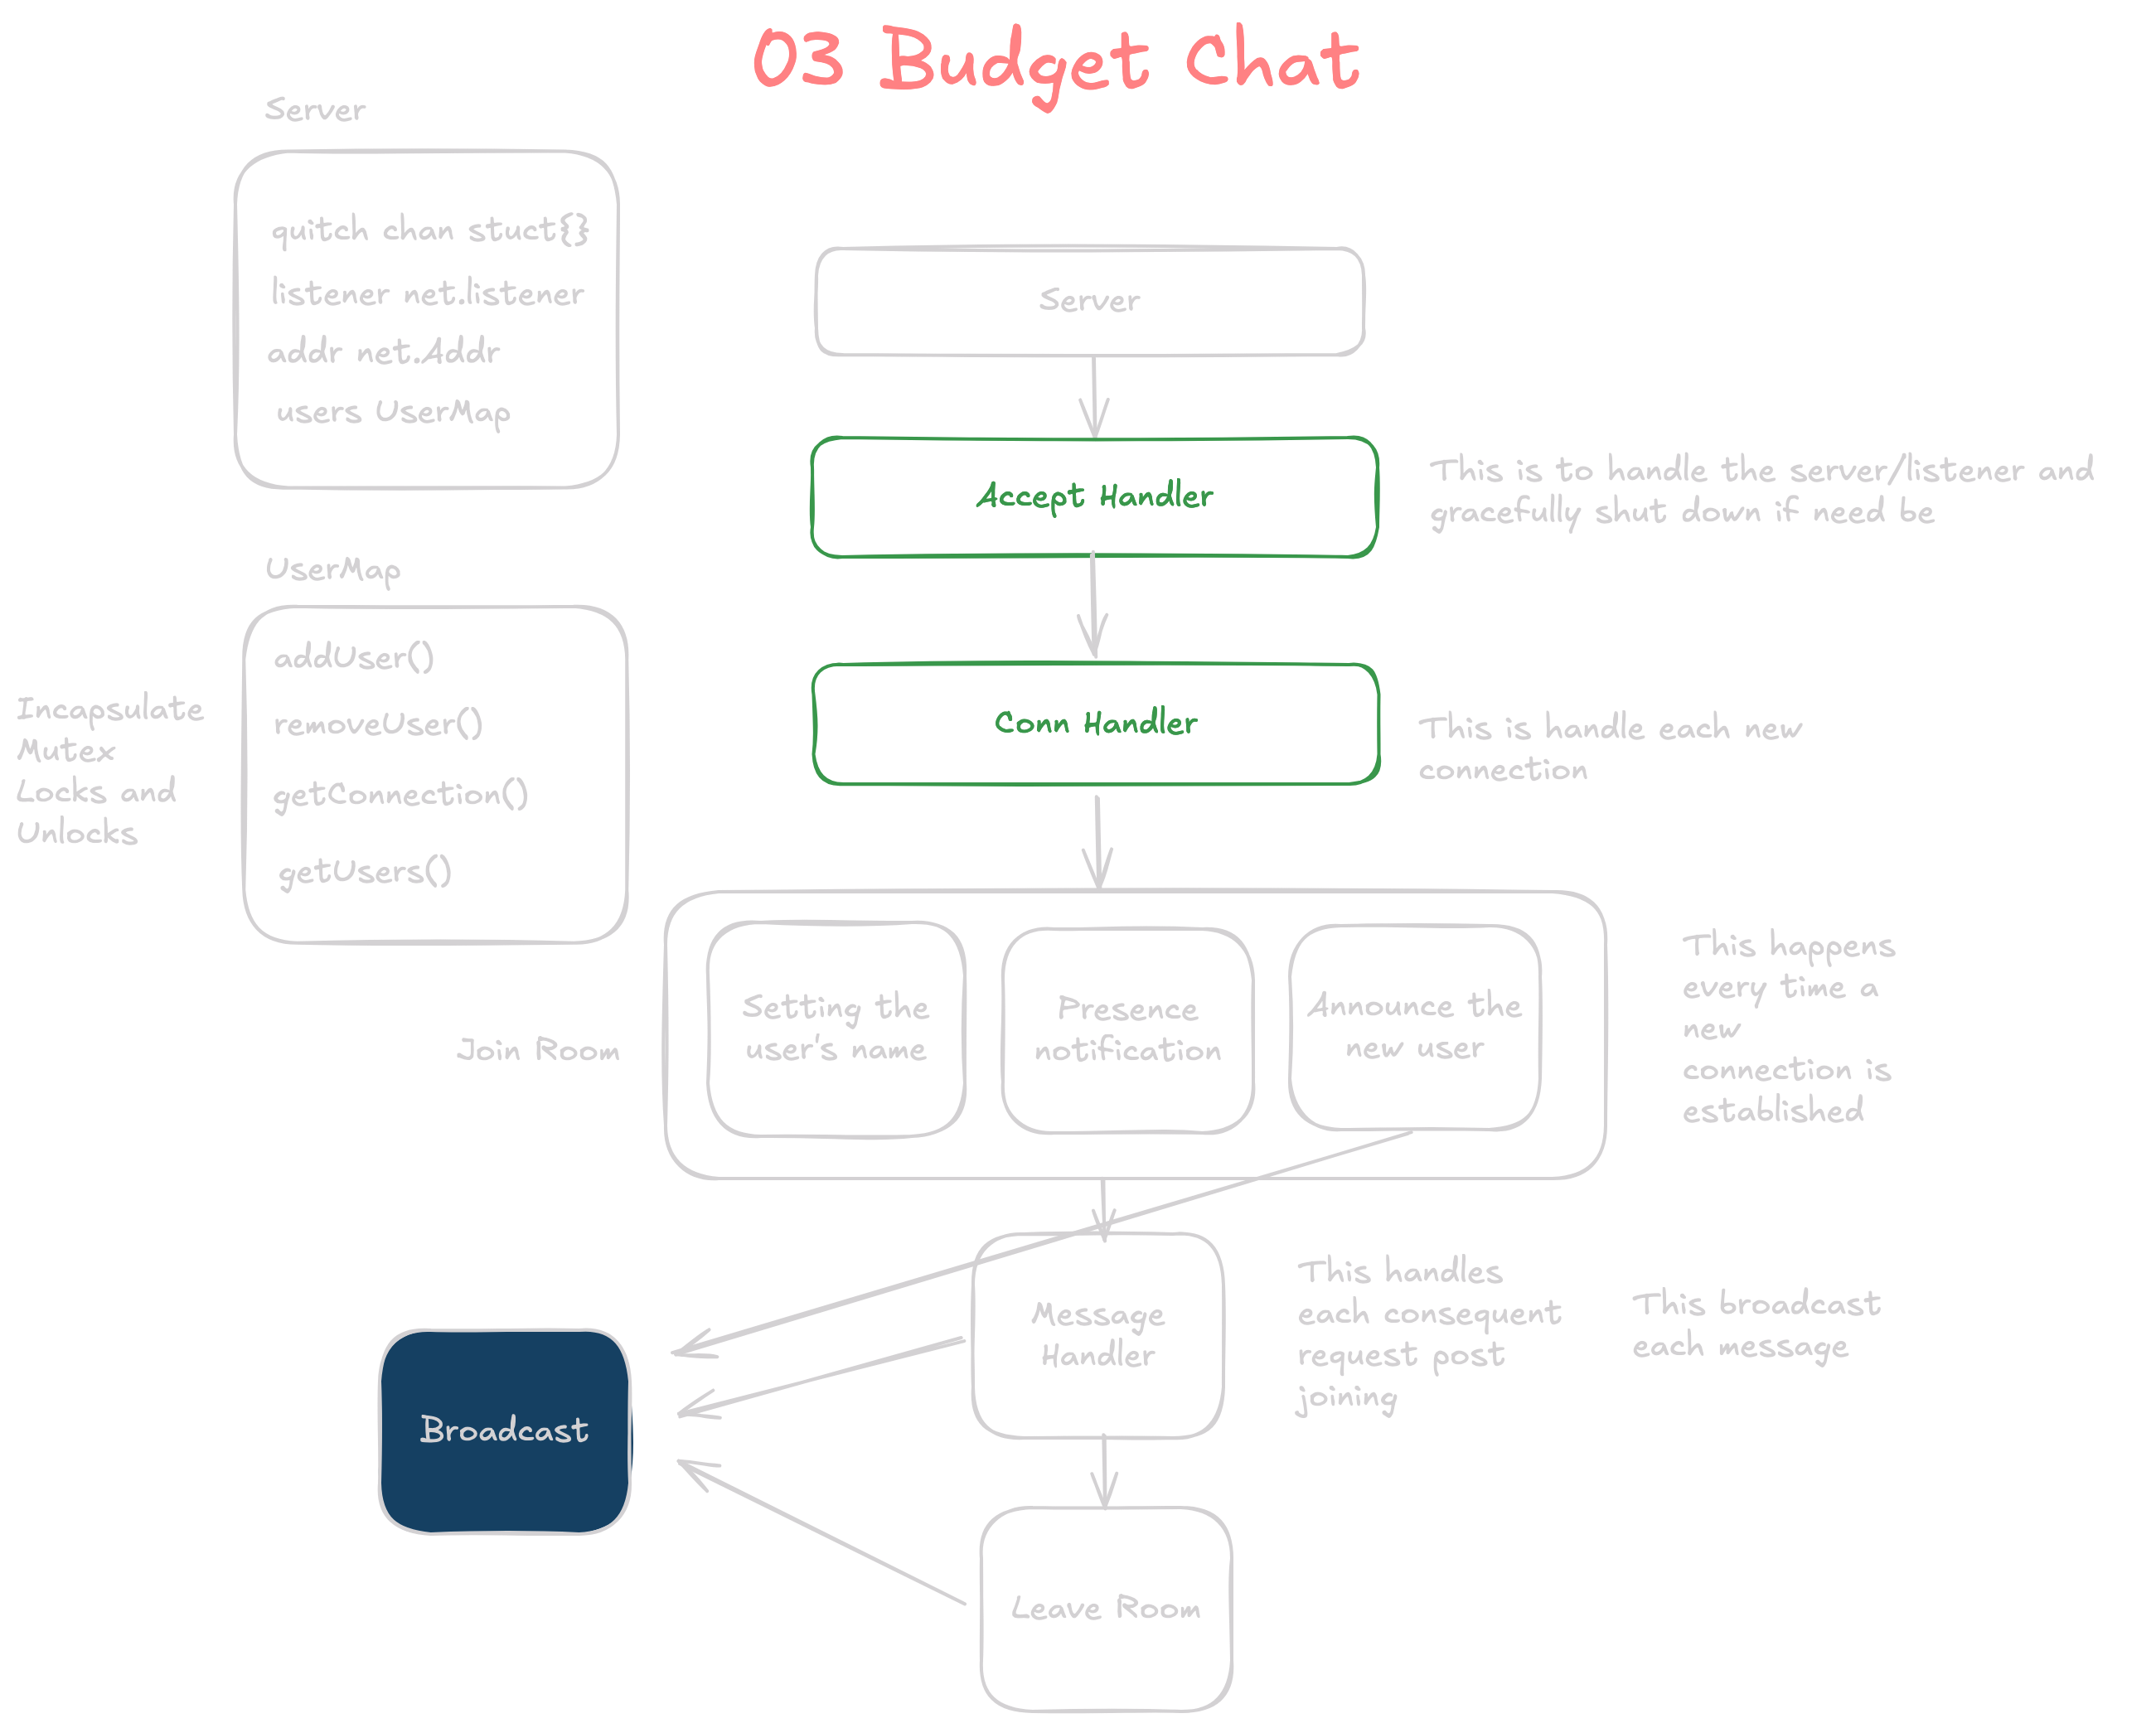 03 Budget Chat
Server
quitch chan stuct{}
listener net.listener
addr net.Addr
users UserMap
UserMap
addUser()
removeUser()
getConnection()
getUsers()
Incapsulate
Mutex
Locks and
Unlocks
Server
Accept Handler
This is to handle the server/listener and
gracefully shut down if need be
Conn Handler
This is handle each new
connection
Join Room
Setting the
user's name
Presene
notification
Announce the
new user
This happens
every time a
new
connection is
established
Message
Handler
This handles
each consequent
request post
joining
This broadcast
each message
Broadcast
Leave Room